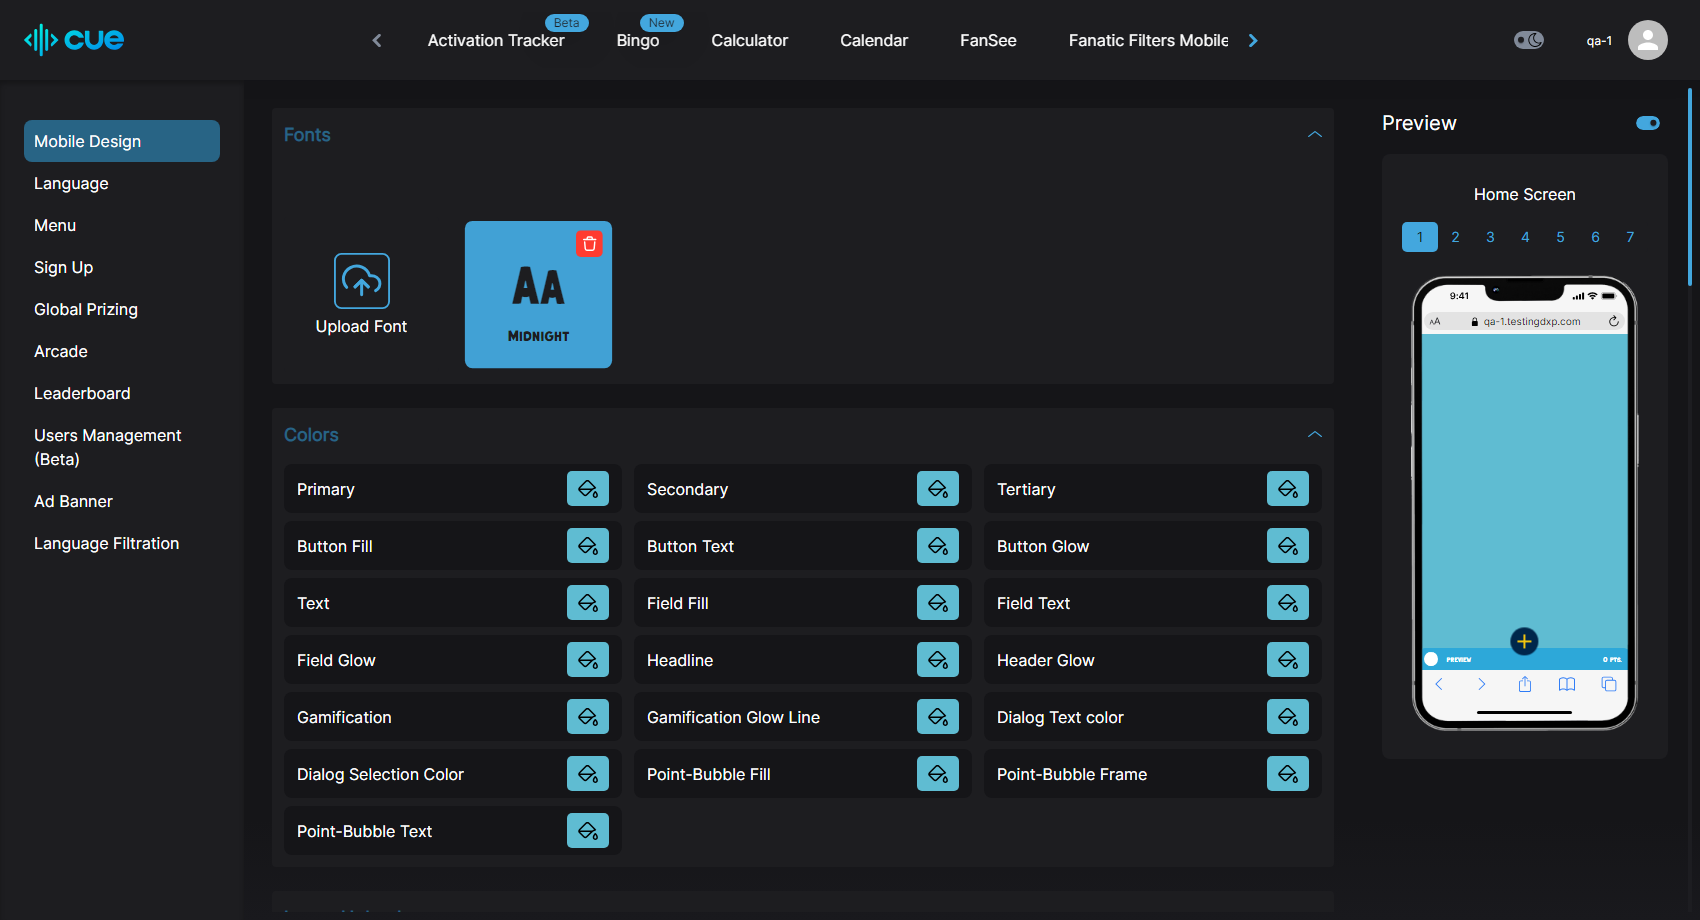 cue
Activation Tracker
Beta
Bingo
New
Calculator
Calendar
FanSee
Fanatic Filters Mobile
qa-1
Mobile Design
Language
Menu
Sign Up
Global Prizing
Arcade
Leaderboard
Users Management
(Beta)
Ad Banner
Language Filtration
Fonts
Upload Font
AA
MIDNIGHT
Colors
Primary
Secondary
Tertiary
Button Fill
Button Text
Button Glow
Text
Field Fill
Field Text
Field Glow
Headline
Header Glow
Gamification
Gamification Glow Line
Dialog Text color
Dialog Selection Color
Point-Bubble Fill
Point-Bubble Frame
Point-Bubble Text
Preview
Home Screen
1 2 3 4 5 6 7
9:41
AA
qa-1.testingdxp.com
PREVIEW
0 PTS.